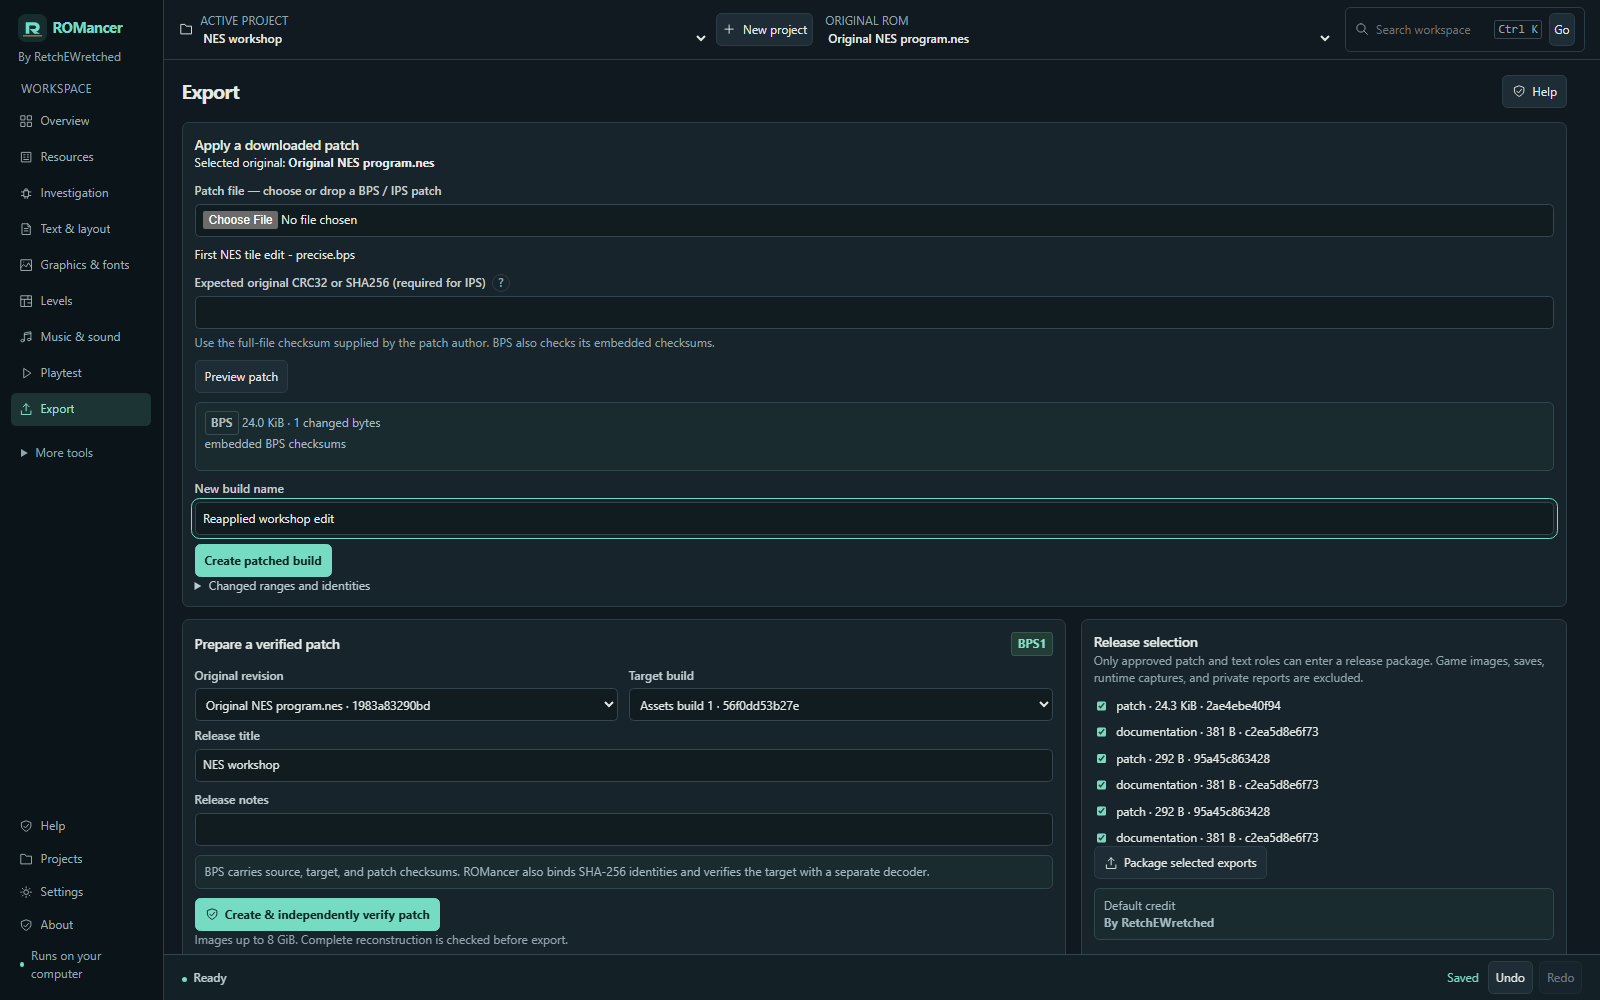 ROMancer
By RetchEWretched
WORKSPACE
Overview
Resources
Investigation
Text & layout
Graphics & fonts
Levels
Music & sound
Playtest
Export
More tools
Help
Projects
Settings
About
Runs on your
computer
ACTIVE PROJECT
NES workshop
New project
ORIGINAL ROM
Original NES program.nes
Search workspace
Ctrl K
Go
Export
Help
Apply a downloaded patch
Selected original: Original NES program.nes
Patch file — choose or drop a BPS / IPS patch
Choose File No file chosen
First NES tile edit - precise.bps
Expected original CRC32 or SHA256 (required for IPS) ?
Use the full-file checksum supplied by the patch author. BPS also checks its embedded checksums.
Preview patch
BPS 24.0 KiB · 1 changed bytes
embedded BPS checksums
New build name
Reapplied workshop edit
Create patched build
Changed ranges and identities
Prepare a verified patch
BPS1
Original revision
Original NES program.nes · 1983a83290bd
Target build
Assets build 1 · 56f0dd53b27e
Release title
NES workshop
Release notes
BPS carries source, target, and patch checksums. ROMancer also binds SHA-256 identities and verifies the target with a separate decoder.
Create & independently verify patch
Images up to 8 GiB. Complete reconstruction is checked before export.
Release selection
Only approved patch and text roles can enter a release package. Game images, saves,
runtime captures, and private reports are excluded.
patch · 24.3 KiB · 2ae4ebe40f94
documentation · 381 B · c2ea5d8e6f73
patch · 292 B · 95a45c863428
documentation · 381 B · c2ea5d8e6f73
patch · 292 B · 95a45c863428
documentation · 381 B · c2ea5d8e6f73
Package selected exports
Default credit
By RetchEWretched
Ready
Saved
Undo
Redo